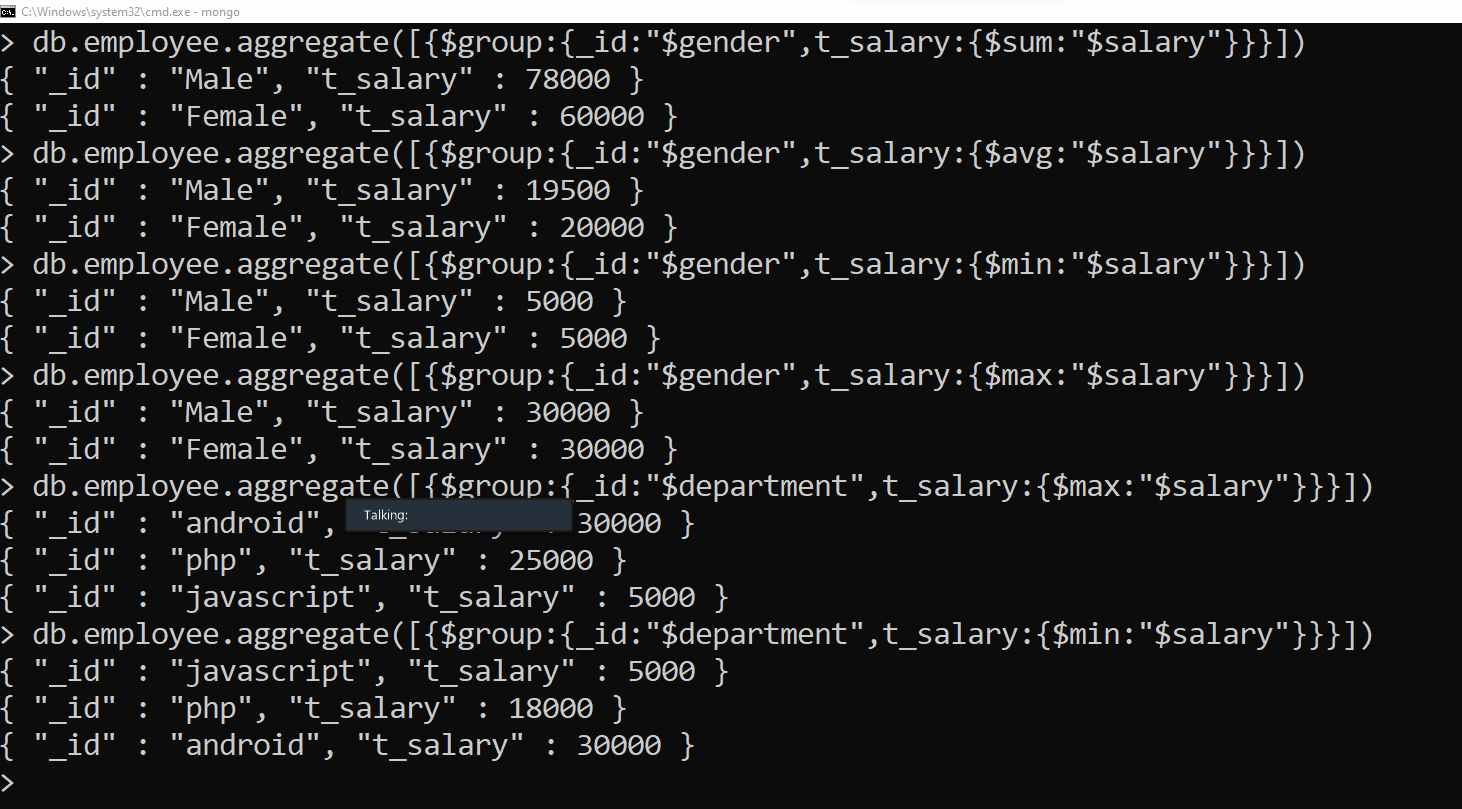 C:\Windows\system32\cmd.exe - mongo
> db.employee.aggregate([{$group:{_id:"$gender",t_salary:{$sum:"$salary"}}}])
{ "_id" : "Male", "t_salary" : 78000 }
{ "_id" : "Female", "t_salary" : 60000 }
> db.employee.aggregate([{$group:{_id:"$gender",t_salary:{$avg:"$salary"}}}])
{ "_id" : "Male", "t_salary" : 19500 }
{ "_id" : "Female", "t_salary" : 20000 }
> db.employee.aggregate([{$group:{_id:"$gender",t_salary:{$min:"$salary"}}}])
{ "_id" : "Male", "t_salary" : 5000 }
{ "_id" : "Female", "t_salary" : 5000 }
> db.employee.aggregate([{$group:{_id:"$gender",t_salary:{$max:"$salary"}}}])
{ "_id" : "Male", "t_salary" : 30000 }
{ "_id" : "Female", "t_salary" : 30000 }
> db.employee.aggregate([{$group:{_id:"$department",t_salary:{$max:"$salary"}}}])
{ "_id" : "android", 30000 }
Talking:
{ "_id" : "php", "t_salary" : 25000 }
{ "_id" : "javascript", "t_salary" : 5000 }
> db.employee.aggregate([{$group:{_id:"$department",t_salary:{$min:"$salary"}}}])
{ "_id" : "javascript", "t_salary" : 5000 }
{ "_id" : "php", "t_salary" : 18000 }
{ "_id" : "android", "t_salary" : 30000 }
>